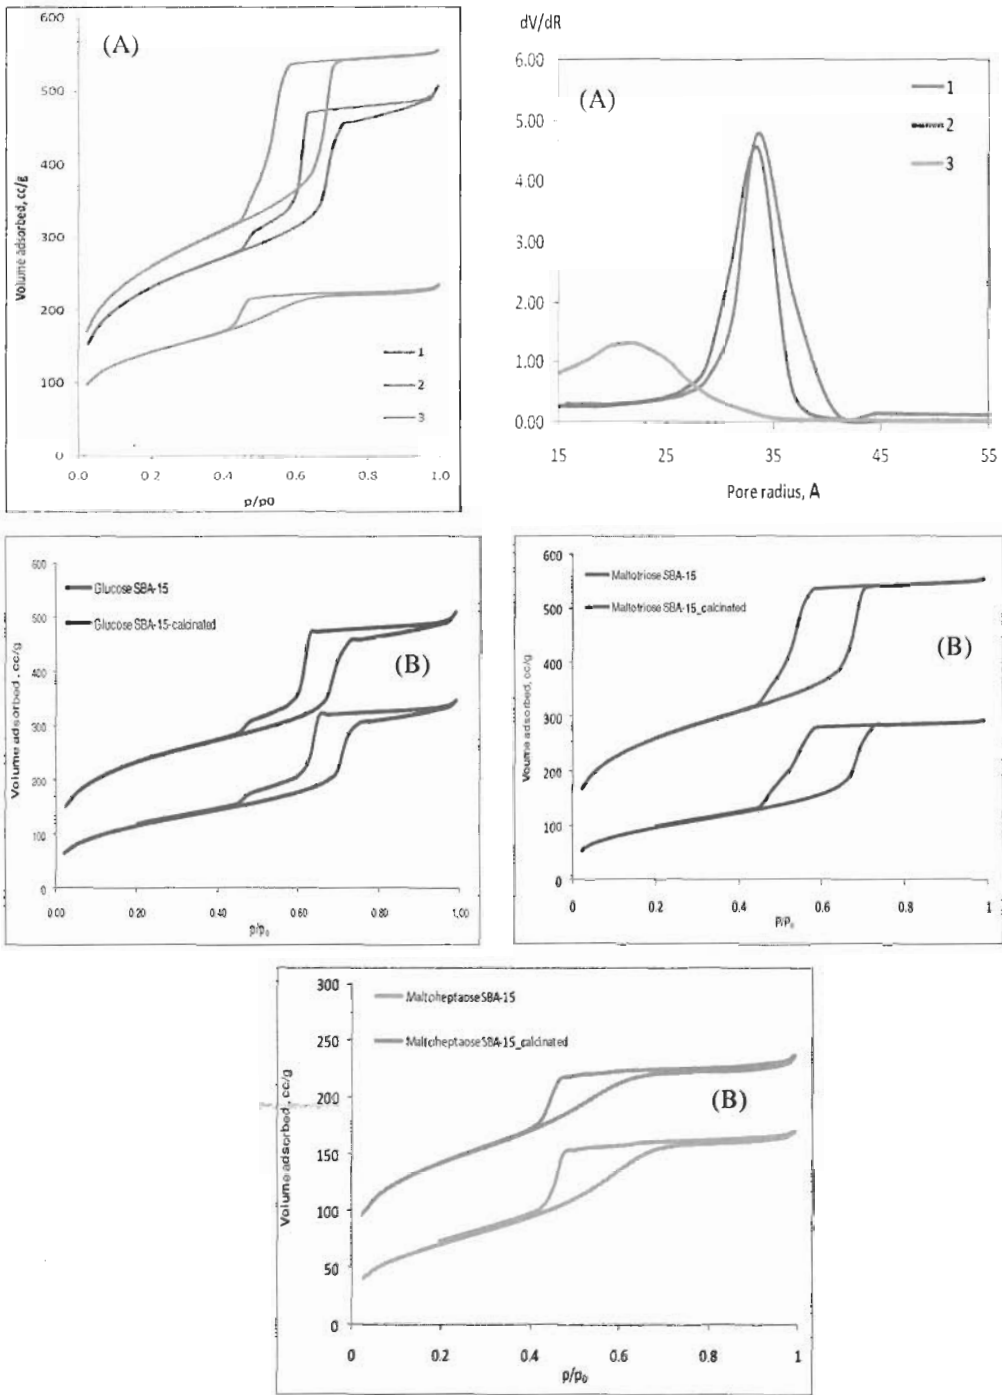 (A)
Volume adsorbed, cc/g
600
500
400
300
200
100
0
0.0 0.2 0.4 0.6 0.8 1.0
p/p0
1
2
3
dV/dR
(A)
6.00
5.00
4.00
3.00
2.00
1.00
0.00
15 25 35 45 55
Pore radius, A
1
2
3
Glucose SBA-15
Glucose SBA-15-calcinated
(B)
Volume adsorbed, cc/g
600
500
400
300
200
100
0
0.00 0.20 0.40 0.60 0.80 1.00
p/p₀
Maltotriose SBA-15
Maltotriose SBA-15_calcinated
(B)
Voumne adsorbed, cc/g
600
500
400
300
200
100
0
0 0.2 0.4 0.6 0.8 1
p/p₀
Maltoheptaose SBA-15
Maltoheptaose SBA-15_calcinated
(B)
Volume adsorbed, cc/g
300
250
200
150
100
50
0
0 0.2 0.4 0.6 0.8 1
p/p₀